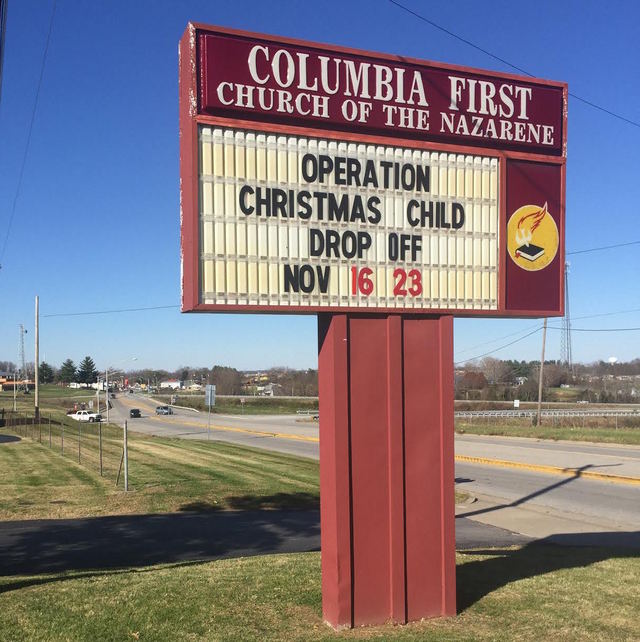 COLUMBIA FIRST
CHURCH OF THE NAZARENE
OPERATION
CHRISTMAS CHILD
DROP OFF
NOV 16 23